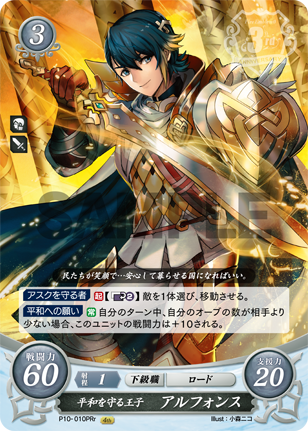 3
3rd
SAMPLE
民たちが笑顔で…安心して暮らせる国になればいい。
アスクを守る者 起 【2】敵を1体選び、移動させる。
平和への願い 常 自分のターン中、自分のオーブの数が相手より
少ない場合、このユニットの戦闘力は+10される。
戦闘力
60
射程 1 下級職 ロード
支援力
20
平和を守る王子 アルフォンス
P10-010PRr 4th
Illust:小森ニコ